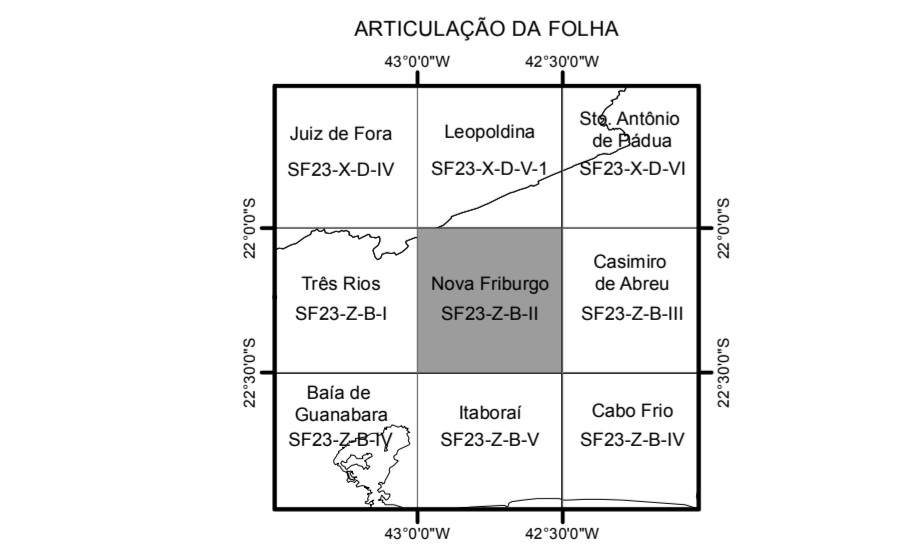 ARTICULAÇÃO DA FOLHA
43°0'0"W
42°30'0"W
Juiz de Fora
SF23-X-D-IV
Leopoldina
SF23-X-D-V-1
Sto. Antônio
de Pádua
SF23-X-D-VI
22°0'0"S
22°0'0"S
Três Rios
SF23-Z-B-I
Nova Friburgo
SF23-Z-B-II
Casimiro
de Abreu
SF23-Z-B-III
22°30'0"S
22°30'0"S
Baía de
Guanabara
SF23-Z-B-IV
Itaboraí
SF23-Z-B-V
Cabo Frio
SF23-Z-B-IV
43°0'0"W
42°30'0"W